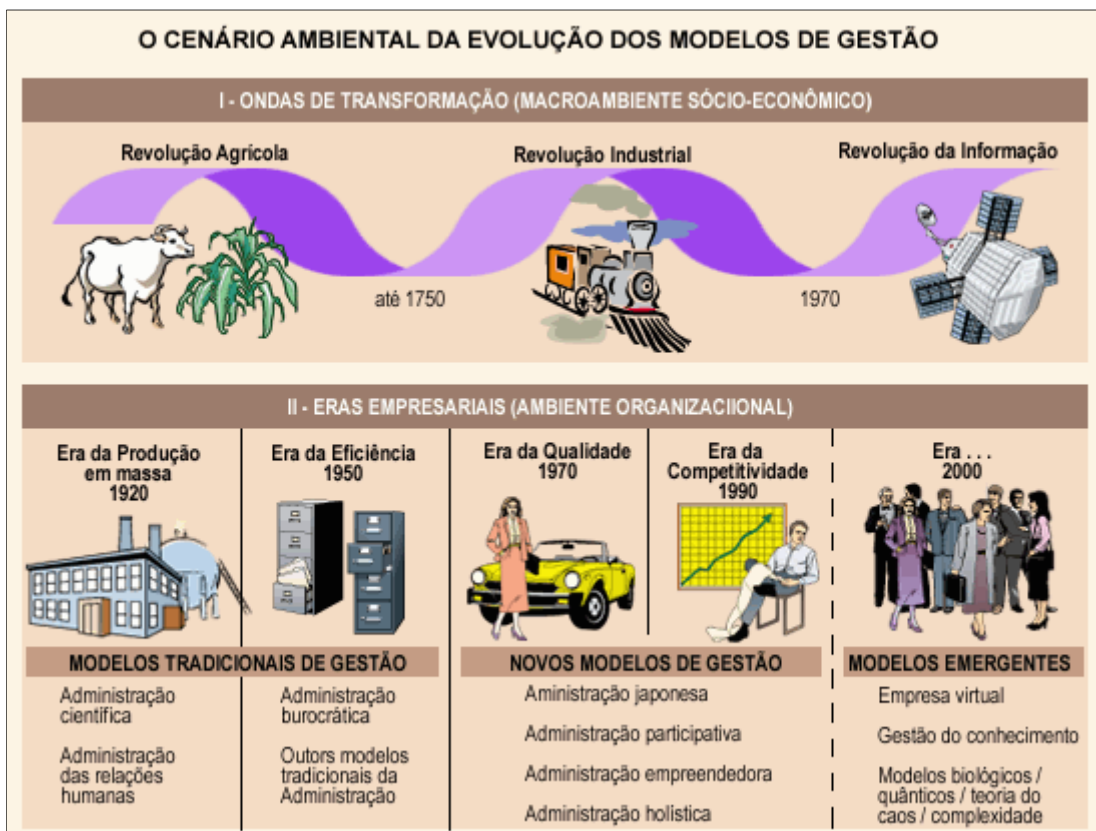 O CENÁRIO AMBIENTAL DA EVOLUÇÃO DOS MODELOS DE GESTÃO
I - ONDAS DE TRANSFORMAÇÃO (MACROAMBIENTE SÓCIO-ECONÔMICO)
Revolução Agrícola
Revolução Industrial
Revolução da Informação
até 1750
1970
II - ERAS EMPRESARIAIS (AMBIENTE ORGANIZACIIONAL)
Era da Produção
em massa
1920
Era da Eficiência
1950
Era da Qualidade
1970
Era da
Competitividade
1990
Era . . .
2000
MODELOS TRADICIONAIS DE GESTÃO
Administração
científica
Administração
das relações
humanas
Administração
burocrática
Outors modelos
tradicionais da
Administração
NOVOS MODELOS DE GESTÃO
Aministração japonesa
Administração participativa
Administração empreendedora
Administração holística
MODELOS EMERGENTES
Empresa virtual
Gestão do conhecimento
Modelos biológicos /
quânticos / teoria do
caos / complexidade